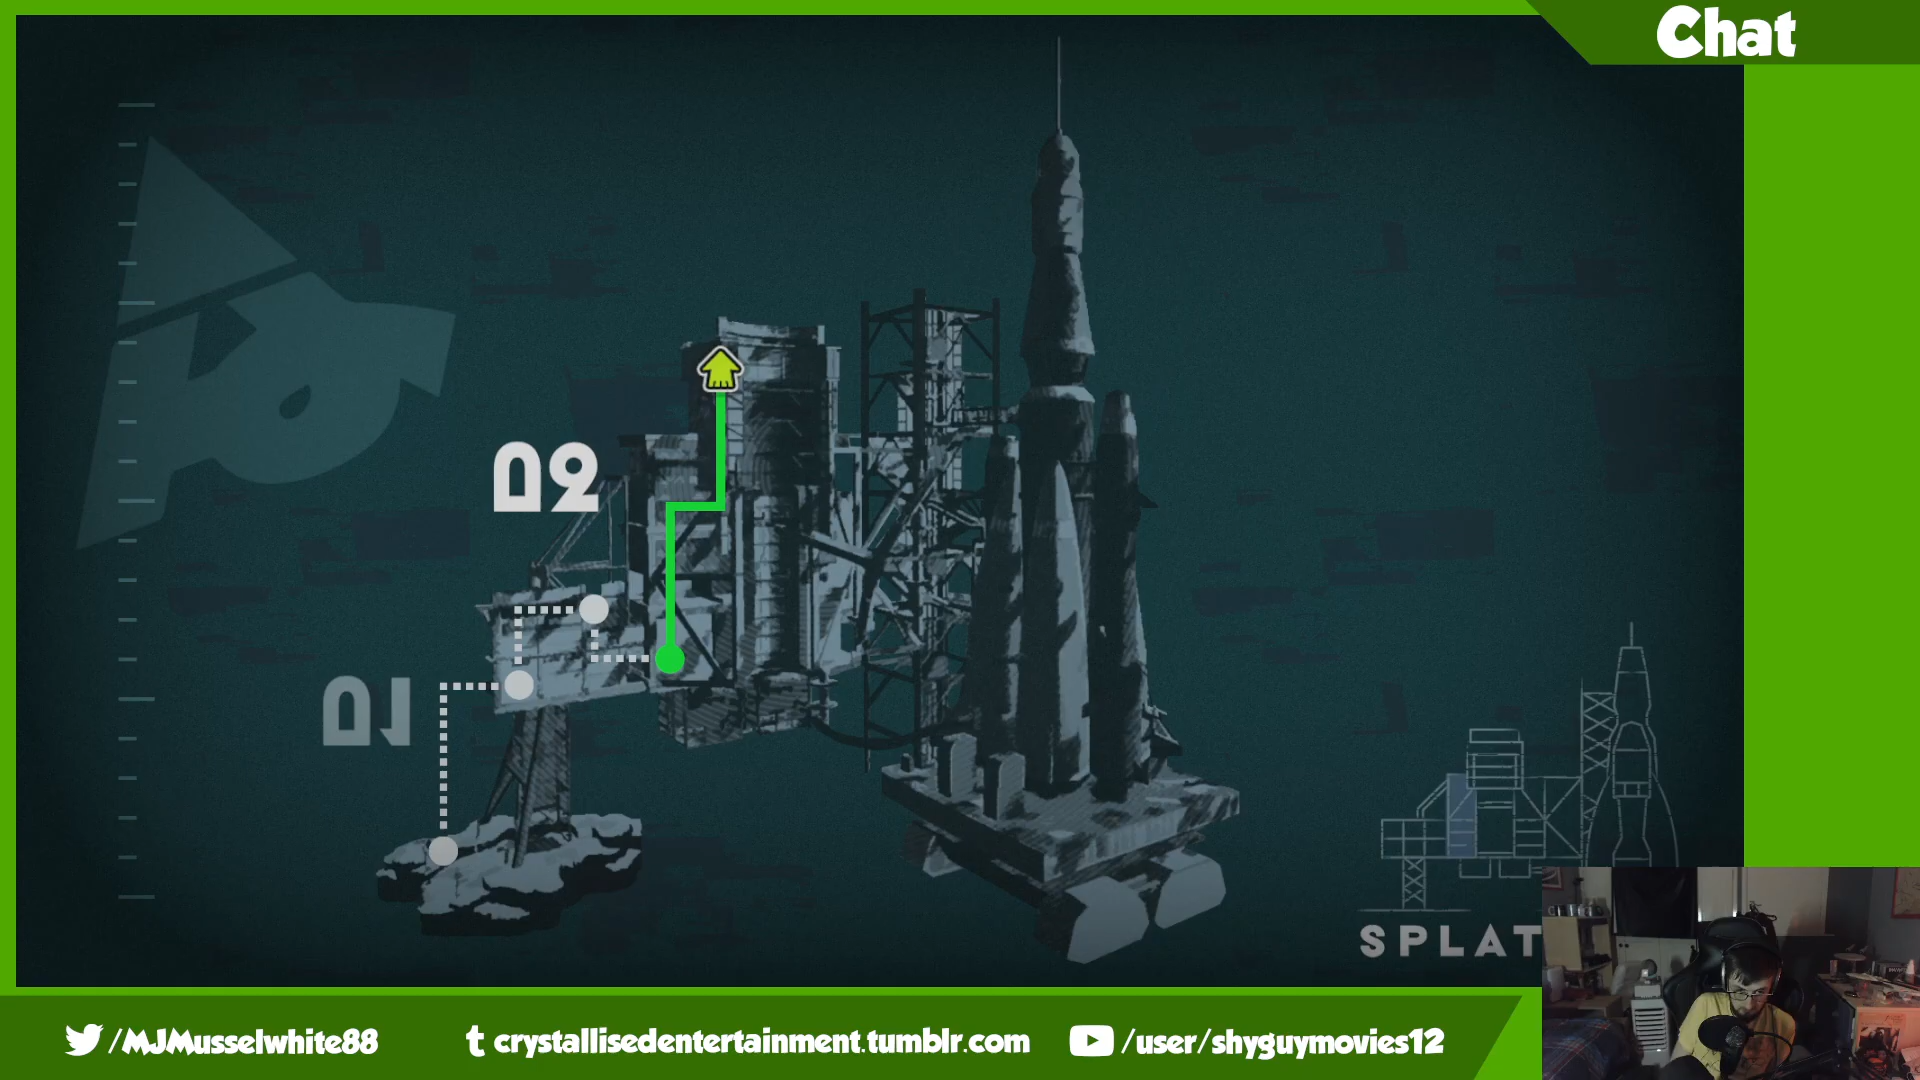 Chat
02
01
SPLAT
/MJMusselwhite88
crystallisedentertainment.tumblr.com
/user/shyguymovies12